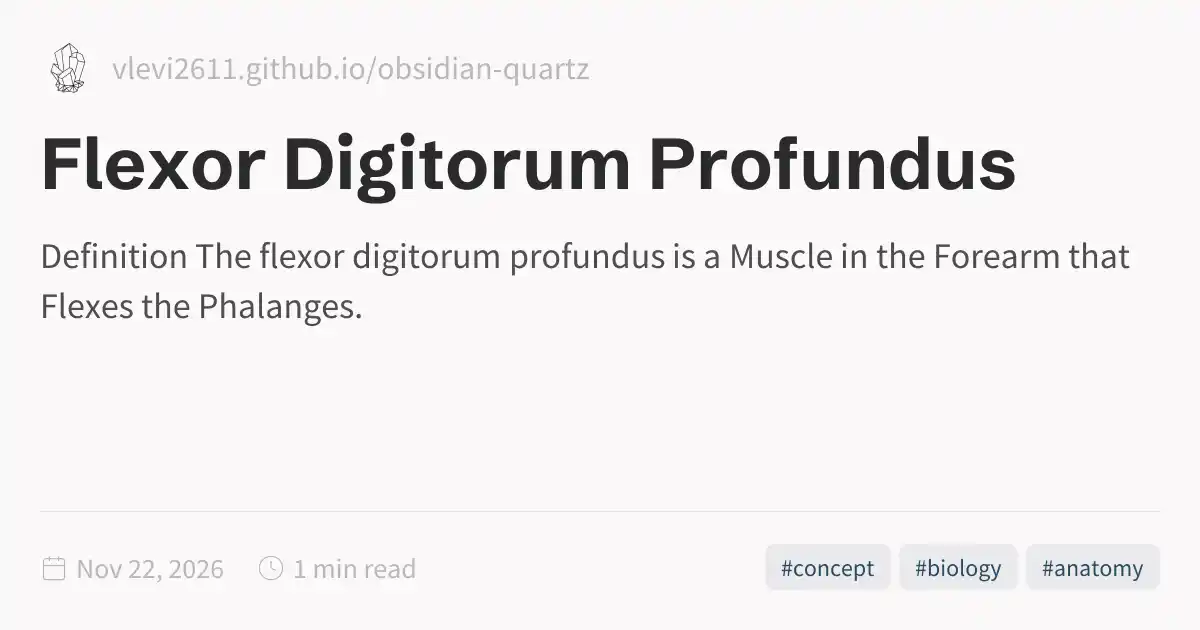 vlevi2611.github.io/obsidian-quartz
Flexor Digitorum Profundus
Definition The flexor digitorum profundus is a Muscle in the Forearm that
Flexes the Phalanges.
Nov 22, 2026 1 min read #concept #biology #anatomy